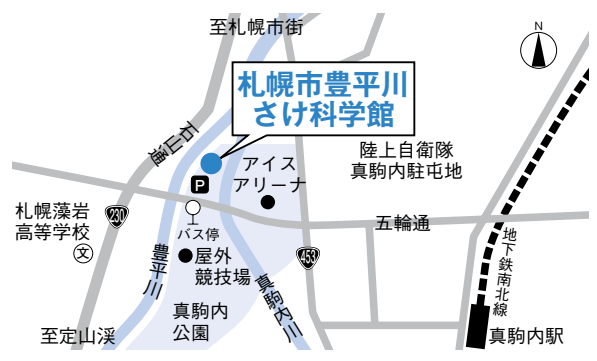 至札幌市街
N
札幌市豊平川
さけ科学館
石山通
アイス
アリーナ
陸上自衛隊
真駒内駐屯地
P
札幌藻岩
高等学校
文
230
バス停
五輪通
豊平川
屋外
競技場
453
地下鉄南北線
真駒内
公園
真駒内川
至定山渓
真駒内駅